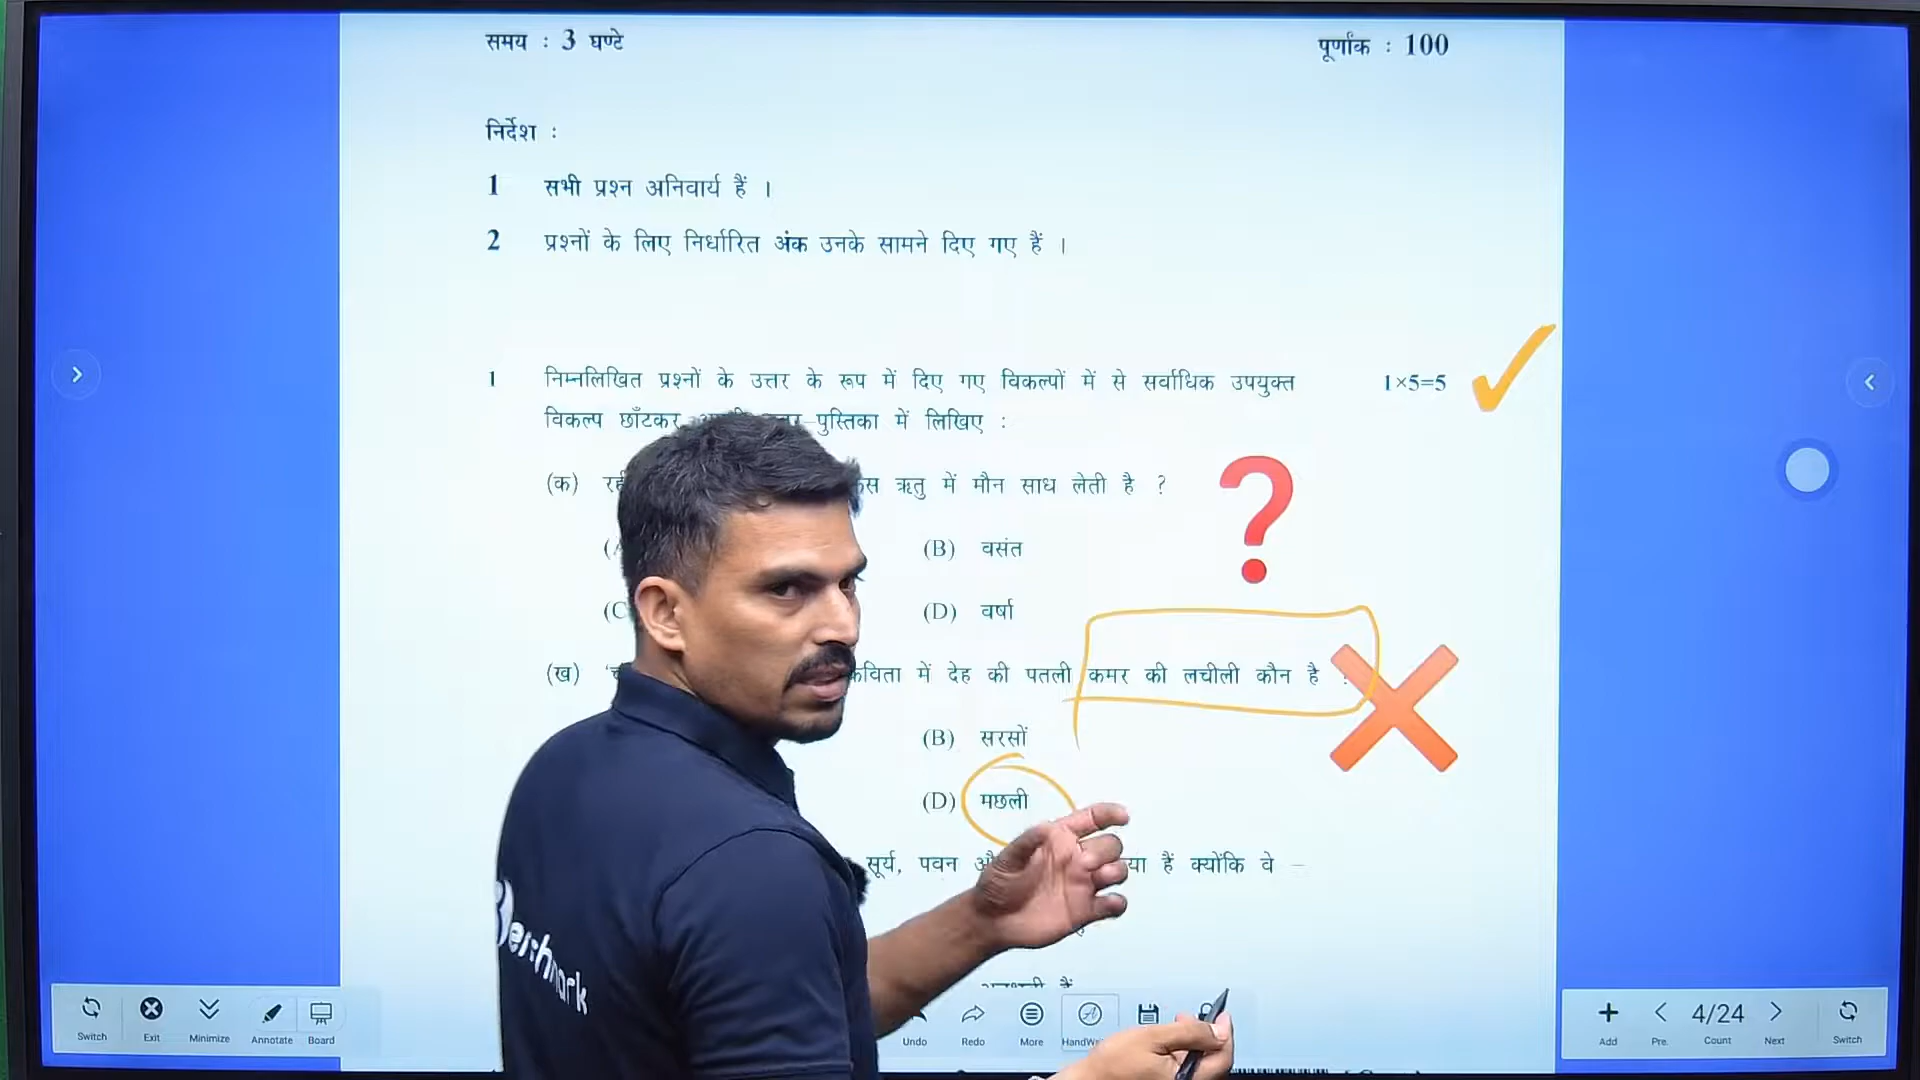 समय : 3 घण्टे
पूर्णांक : 100
निर्देश :
1 सभी प्रश्न अनिवार्य हैं ।
2 प्रश्नों के लिए निर्धारित अंक उनके सामने दिए गए हैं ।
1 निम्नलिखित प्रश्नों के उत्तर के रूप में दिए गए विकल्पों में से सर्वाधिक उपयुक्त 1×5=5
विकल्प छाँटकर पुस्तिका में लिखिए :
(क) ऋतु में मौन साध लेती है ?
(B) वसंत
(D) वर्षा
(ख) कविता में देह की पतली कमर की लचीली कौन है ?
(B) सरसों
(D) मछली
सूर्य, पवन हैं क्योंकि वे –
Switch Exit Minimize Annotate Board
Undo Redo More
Add Pre. 4/24 Count Next Switch